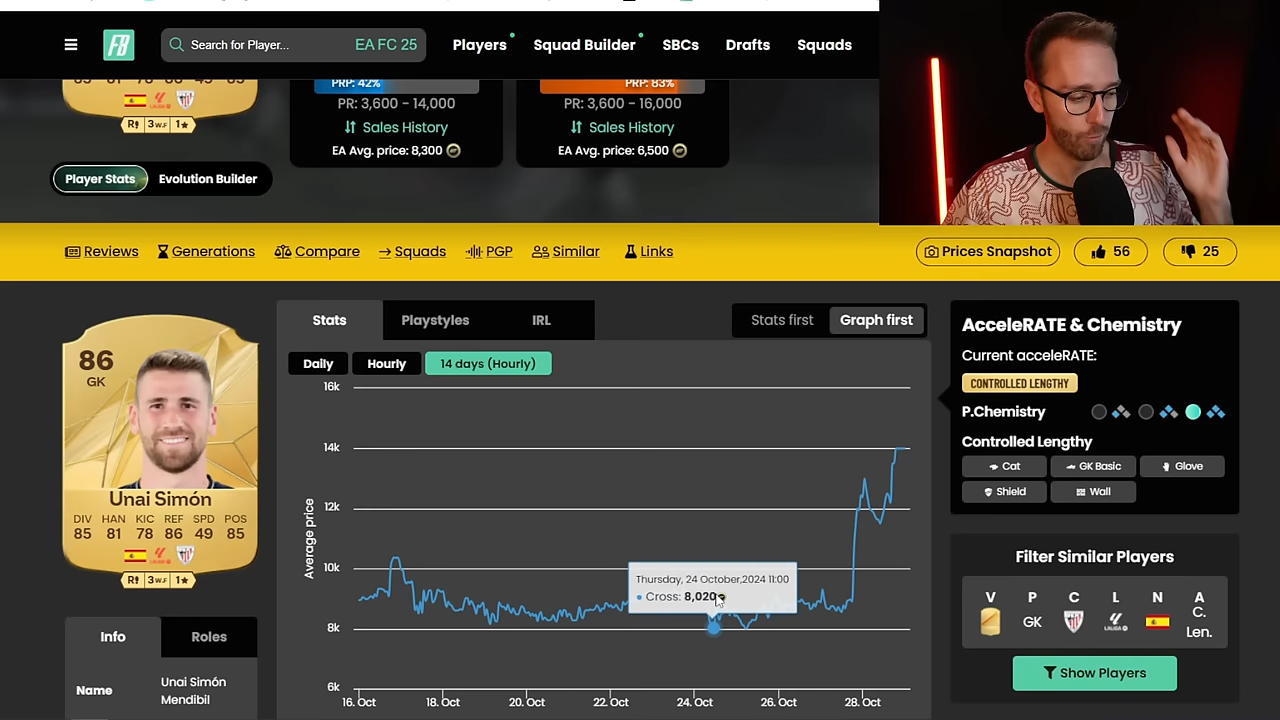 F8
Search for Player...
EA FC 25
Players
Squad Builder
SBCs
Drafts
Squads
R
3 W.F
1★
PRP: 42%
PR: 3,600 - 14,000
Sales History
EA Avg. price: 8,300
PRP: 83%
PR: 3,600 - 16,000
Sales History
EA Avg. price: 6,500
Player Stats
Evolution Builder
Reviews
Generations
Compare
Squads
PGP
Similar
Links
Prices Snapshot
56
25
86
GK
Unai Simón
DIV HAN KIC REF SPD POS
85 81 78 86 49 85
LALIGA
R
3 W.F
1★
Info
Roles
Name
Unai Simón
Mendibil
Stats
Playstyles
IRL
Stats first
Graph first
Daily
Hourly
14 days (Hourly)
Average price
16k
14k
12k
10k
8k
6k
Thursday, 24 October,2024 11:00
Cross: 8,020
16. Oct
18. Oct
20. Oct
22. Oct
24. Oct
26. Oct
28. Oct
AcceleRATE & Chemistry
Current acceleRATE:
CONTROLLED LENGTHY
P.Chemistry
Controlled Lengthy
Cat
GK Basic
Glove
Shield
Wall
Filter Similar Players
V P C L N A
GK
LALIGA
C.
Len.
Show Players